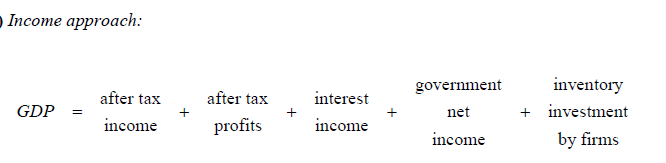 ) Income approach:
GDP = after tax income + after tax profits + interest income + government net income + inventory investment by firms